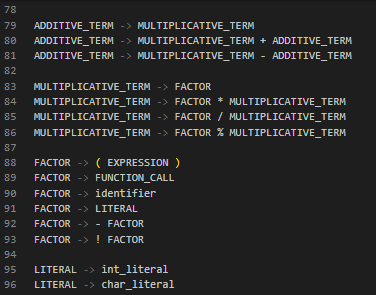 78
79 ADDITIVE_TERM -> MULTIPLICATIVE_TERM
80 ADDITIVE_TERM -> MULTIPLICATIVE_TERM + ADDITIVE_TERM
81 ADDITIVE_TERM -> MULTIPLICATIVE_TERM - ADDITIVE_TERM
82
83 MULTIPLICATIVE_TERM -> FACTOR
84 MULTIPLICATIVE_TERM -> FACTOR * MULTIPLICATIVE_TERM
85 MULTIPLICATIVE_TERM -> FACTOR / MULTIPLICATIVE_TERM
86 MULTIPLICATIVE_TERM -> FACTOR % MULTIPLICATIVE_TERM
87
88 FACTOR -> ( EXPRESSION )
89 FACTOR -> FUNCTION_CALL
90 FACTOR -> identifier
91 FACTOR -> LITERAL
92 FACTOR -> - FACTOR
93 FACTOR -> ! FACTOR
94
95 LITERAL -> int_literal
96 LITERAL -> char_literal